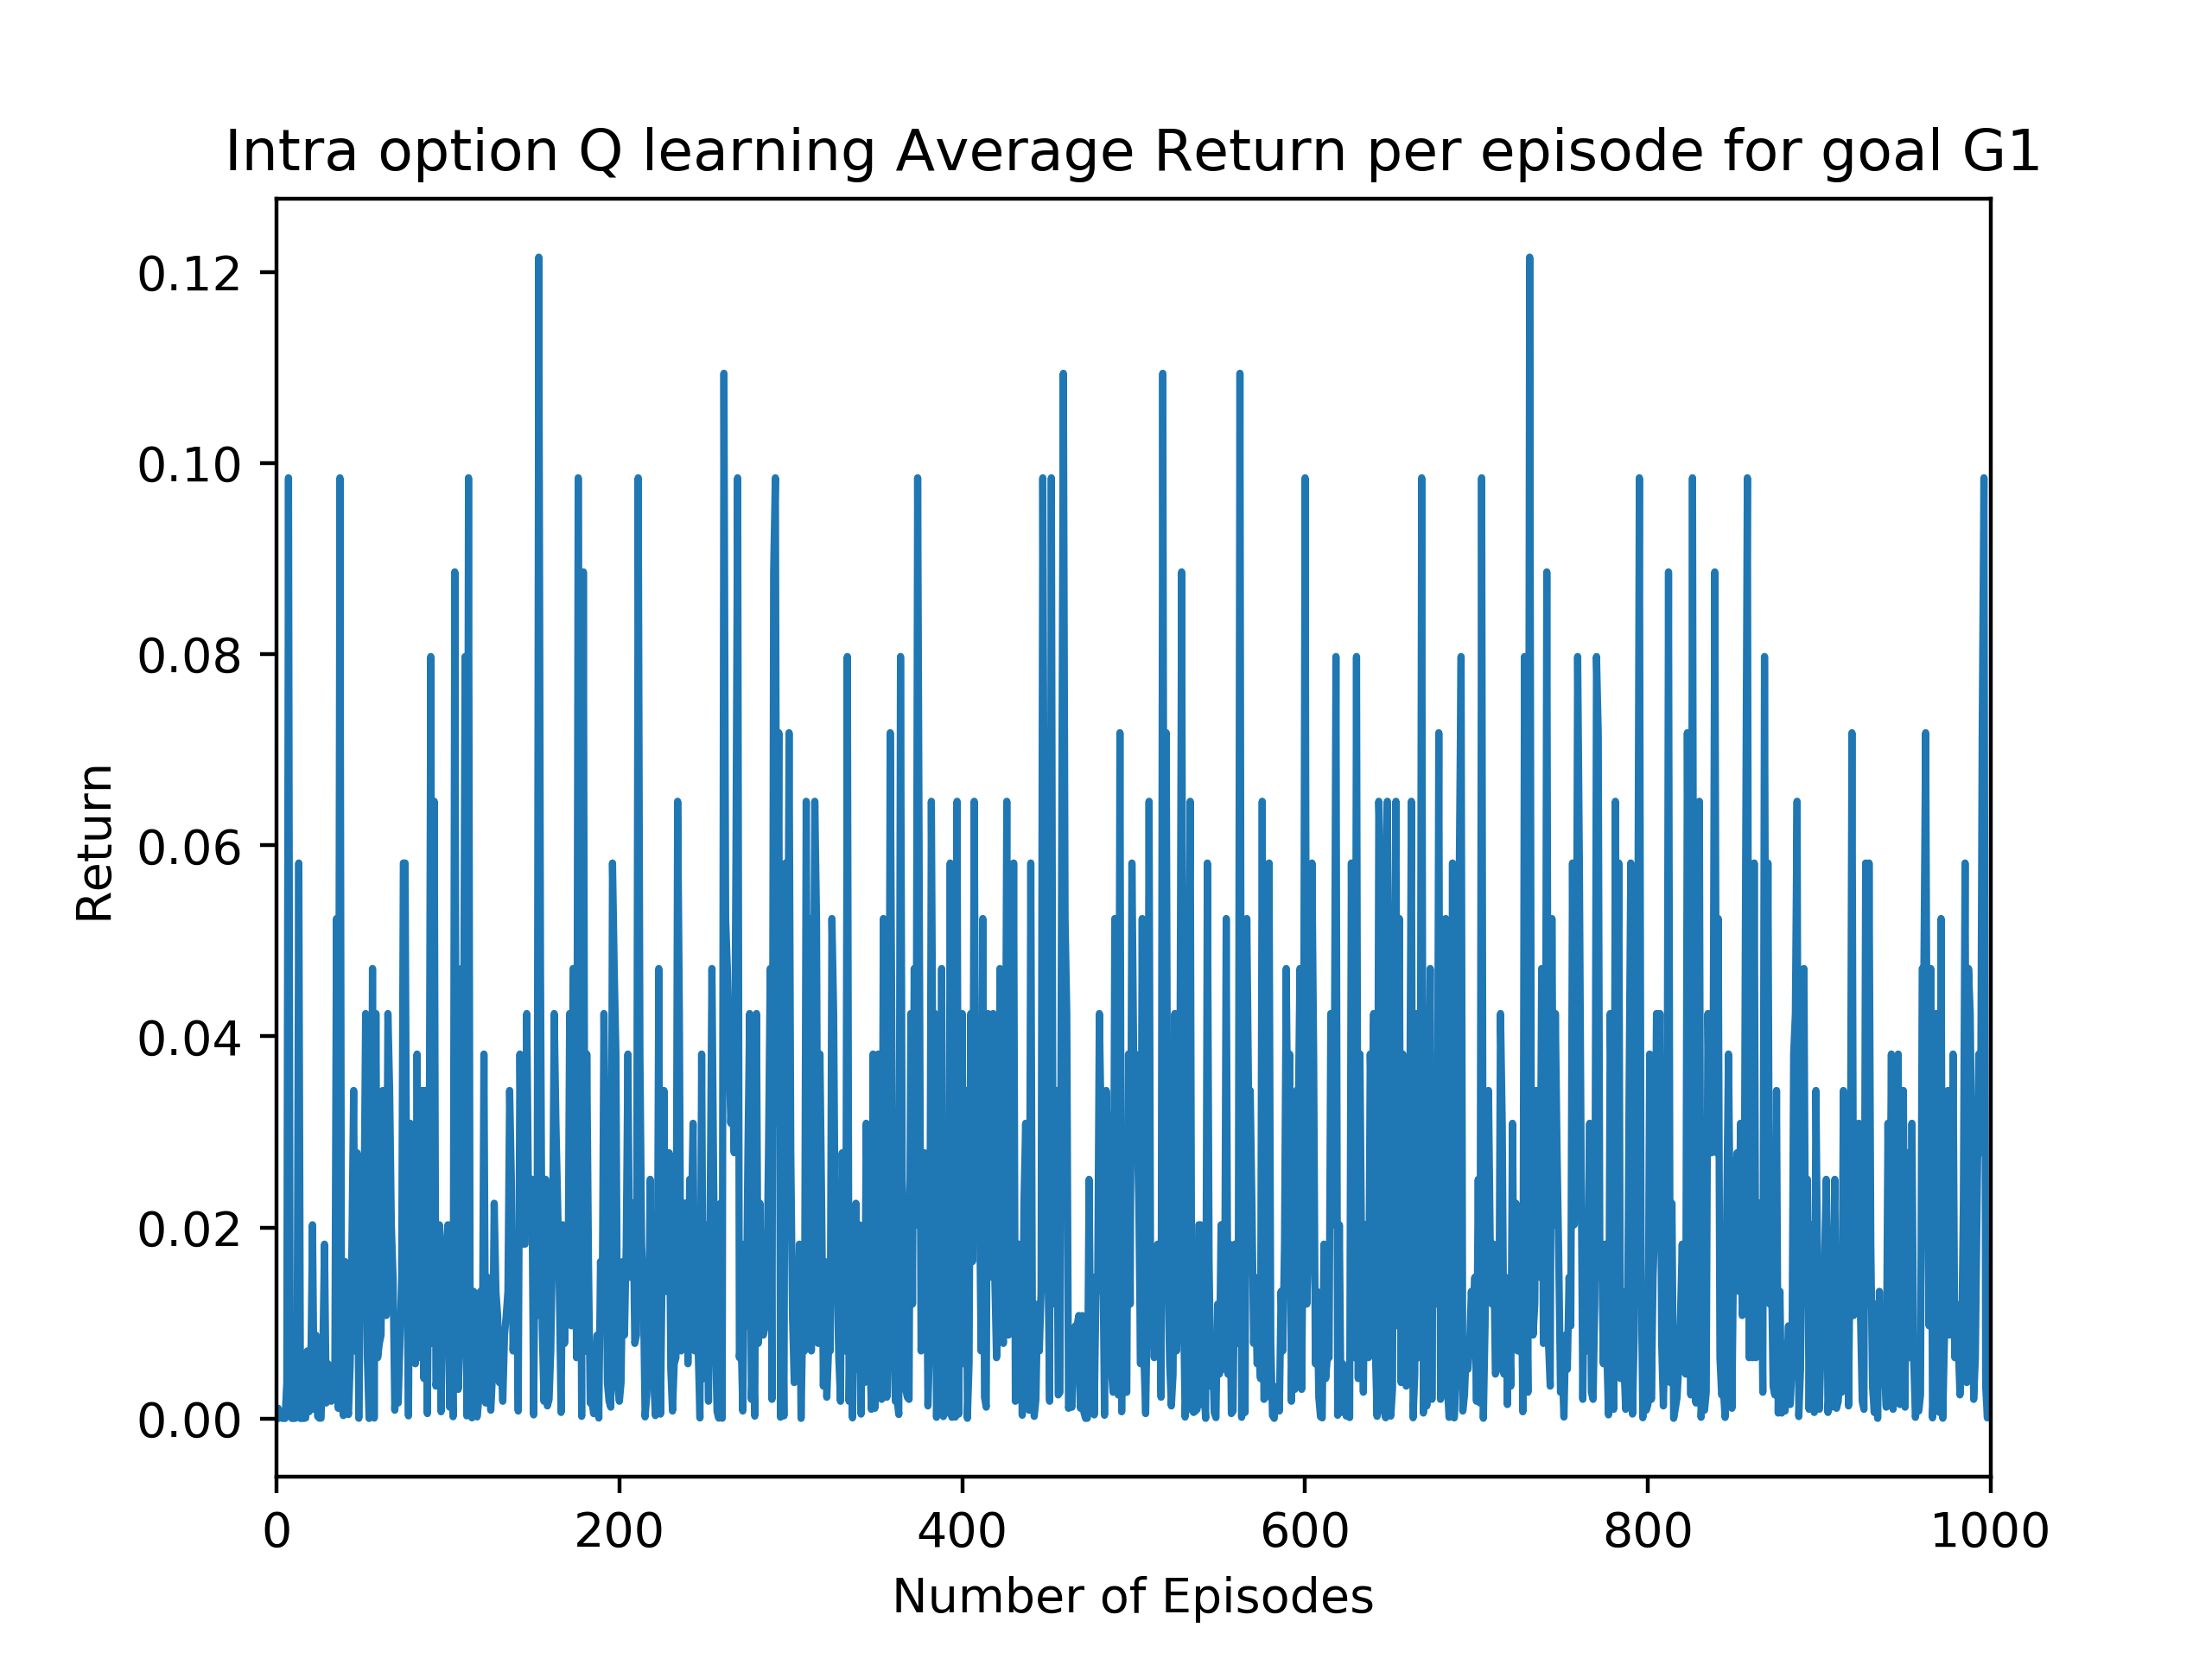 Intra option Q learning Average Return per episode for goal G1
0.12
0.10
0.08
0.06
0.04
0.02
0.00
Return
0 200 400 600 800 1000
Number of Episodes